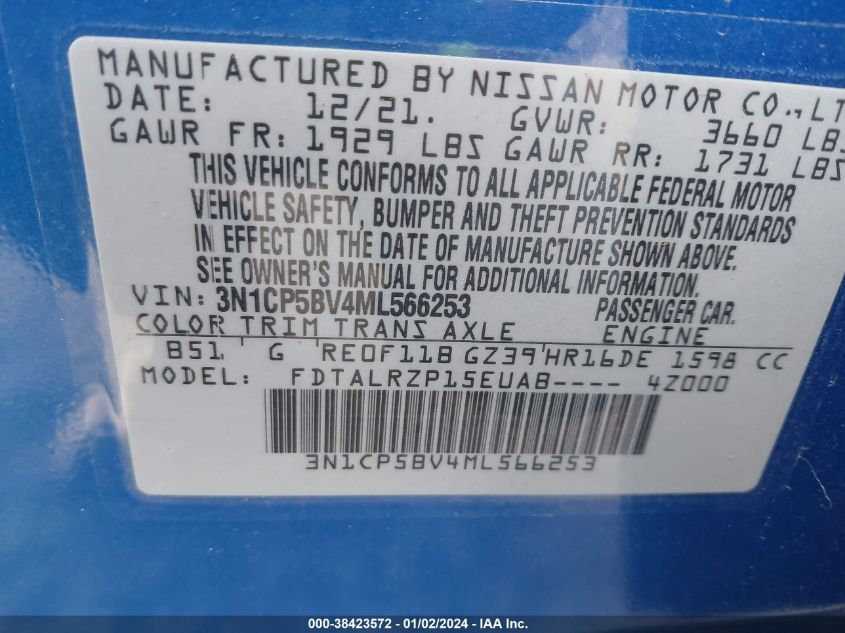 MANUFACTURED BY NISSAN MOTOR CO., LT
DATE: 12/21. GVWR: 3660 LBS
GAWR FR: 1929 LBS GAWR RR: 1731 LBS
THIS VEHICLE CONFORMS TO ALL APPLICABLE FEDERAL MOTOR
VEHICLE SAFETY, BUMPER AND THEFT PREVENTION STANDARDS
IN EFFECT ON THE DATE OF MANUFACTURE SHOWN ABOVE.
SEE OWNER'S MANUAL FOR ADDITIONAL INFORMATION.
VIN: 3N1CP5BV4ML566253 PASSENGER CAR.
COLOR TRIM TRANS AXLE ENGINE
B51 G RE0F11B GZ39 HR16DE 1598 CC
MODEL: FDTALRZP15EUAB---- 4Z000
3N1CP5BV4ML566253
000-38423572 - 01/02/2024 - IAA Inc.